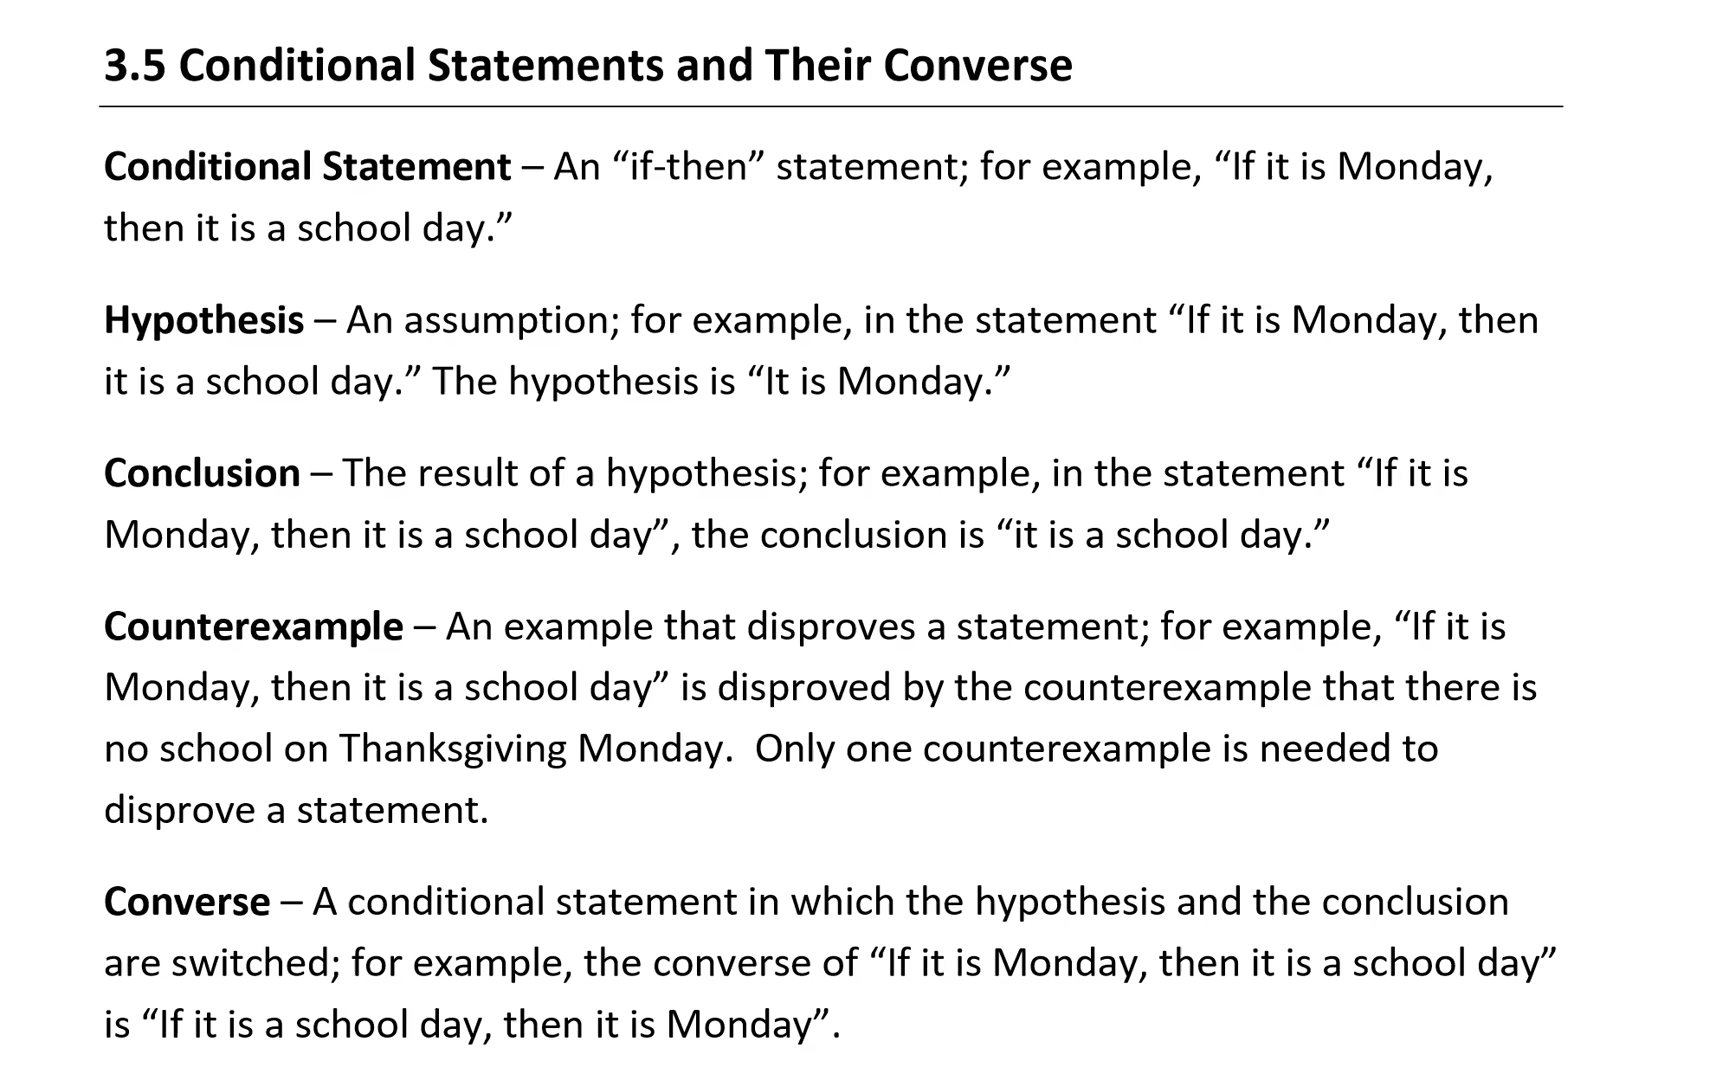 3.5 Conditional Statements and Their Converse
Conditional Statement – An “if-then” statement; for example, “If it is Monday,
then it is a school day.”
Hypothesis – An assumption; for example, in the statement “If it is Monday, then
it is a school day.” The hypothesis is “It is Monday.”
Conclusion – The result of a hypothesis; for example, in the statement “If it is
Monday, then it is a school day”, the conclusion is “it is a school day.”
Counterexample – An example that disproves a statement; for example, “If it is
Monday, then it is a school day” is disproved by the counterexample that there is
no school on Thanksgiving Monday.  Only one counterexample is needed to
disprove a statement.
Converse – A conditional statement in which the hypothesis and the conclusion
are switched; for example, the converse of “If it is Monday, then it is a school day”
is “If it is a school day, then it is Monday”.